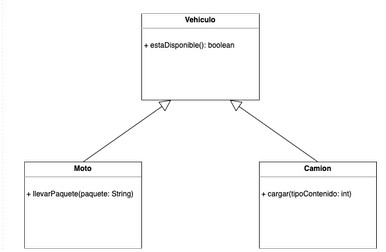 Vehiculo
+ estaDisponible(): boolean
Moto
+ llevarPaquete(paquete: String)
Camion
+ cargar(tipoContenido: int)